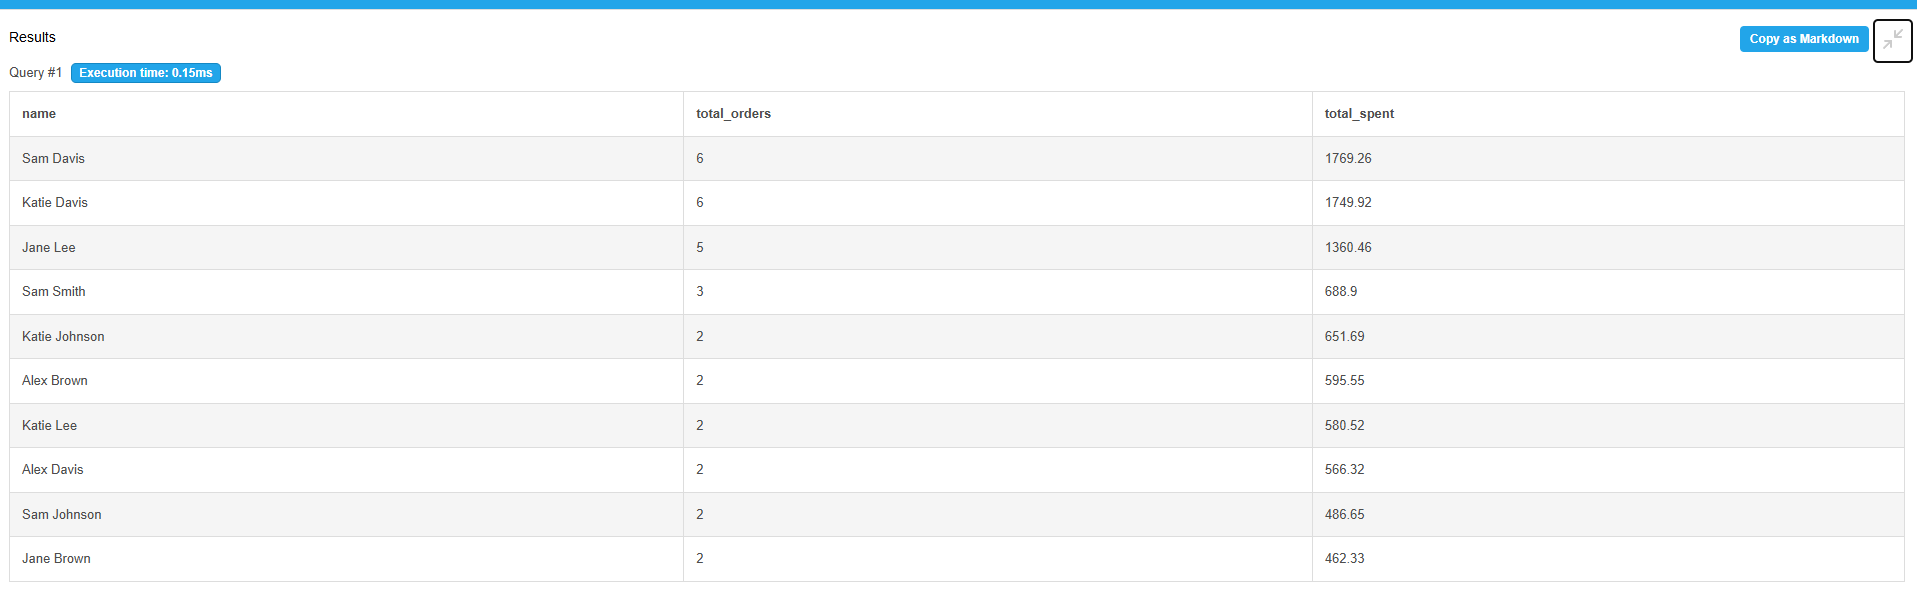 Results
Copy as Markdown
Query #1 Execution time: 0.15ms
name total_orders total_spent
Sam Davis 6 1769.26
Katie Davis 6 1749.92
Jane Lee 5 1360.46
Sam Smith 3 688.9
Katie Johnson 2 651.69
Alex Brown 2 595.55
Katie Lee 2 580.52
Alex Davis 2 566.32
Sam Johnson 2 486.65
Jane Brown 2 462.33